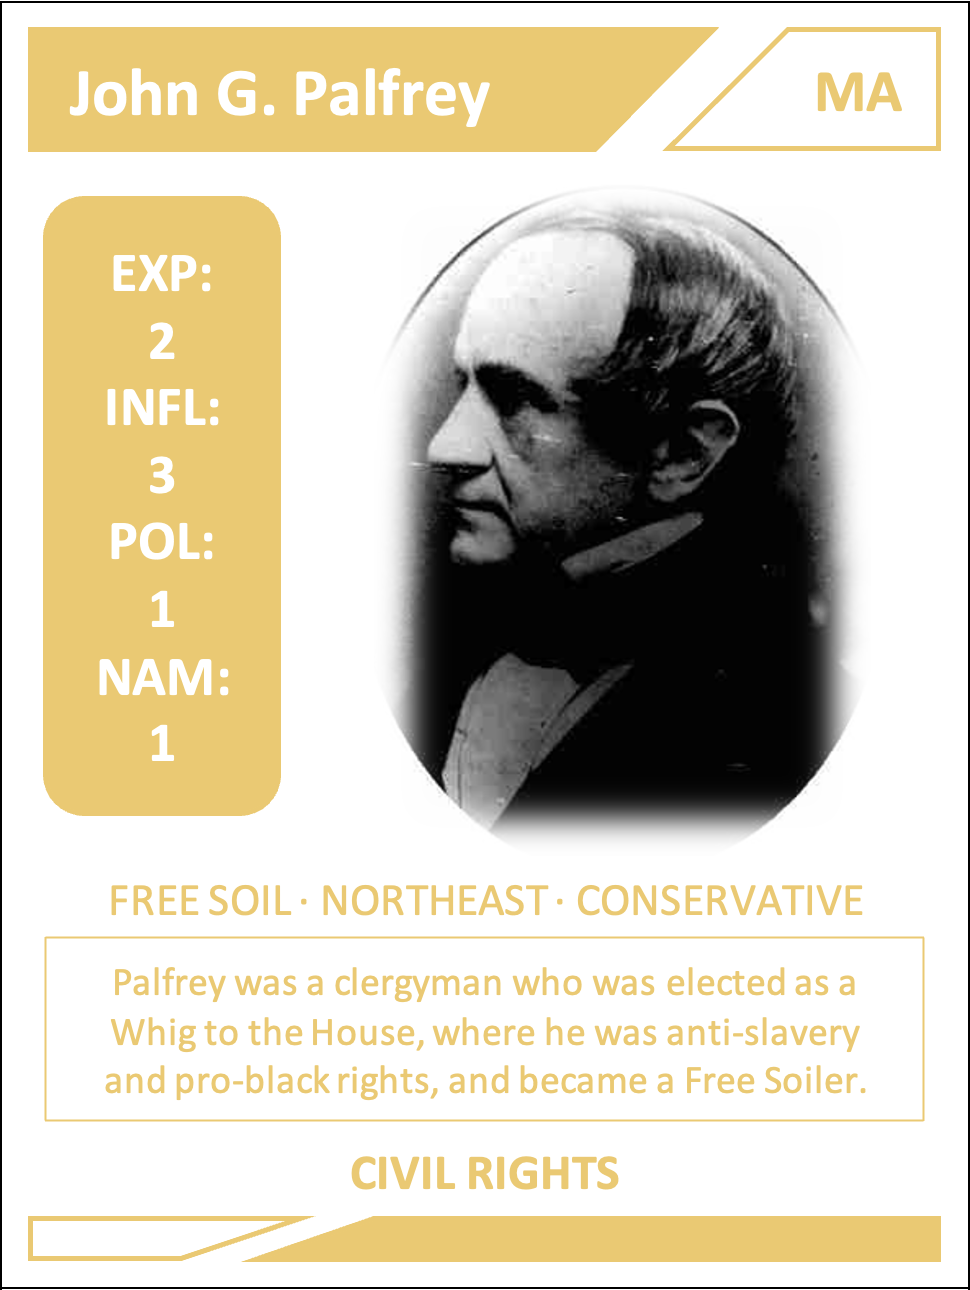 John G. Palfrey
MA
EXP:
2
INFL:
3
POL:
1
NAM:
1
FREE SOIL · NORTHEAST · CONSERVATIVE
Palfrey was a clergyman who was elected as a
Whig to the House, where he was anti-slavery
and pro-black rights, and became a Free Soiler.
CIVIL RIGHTS